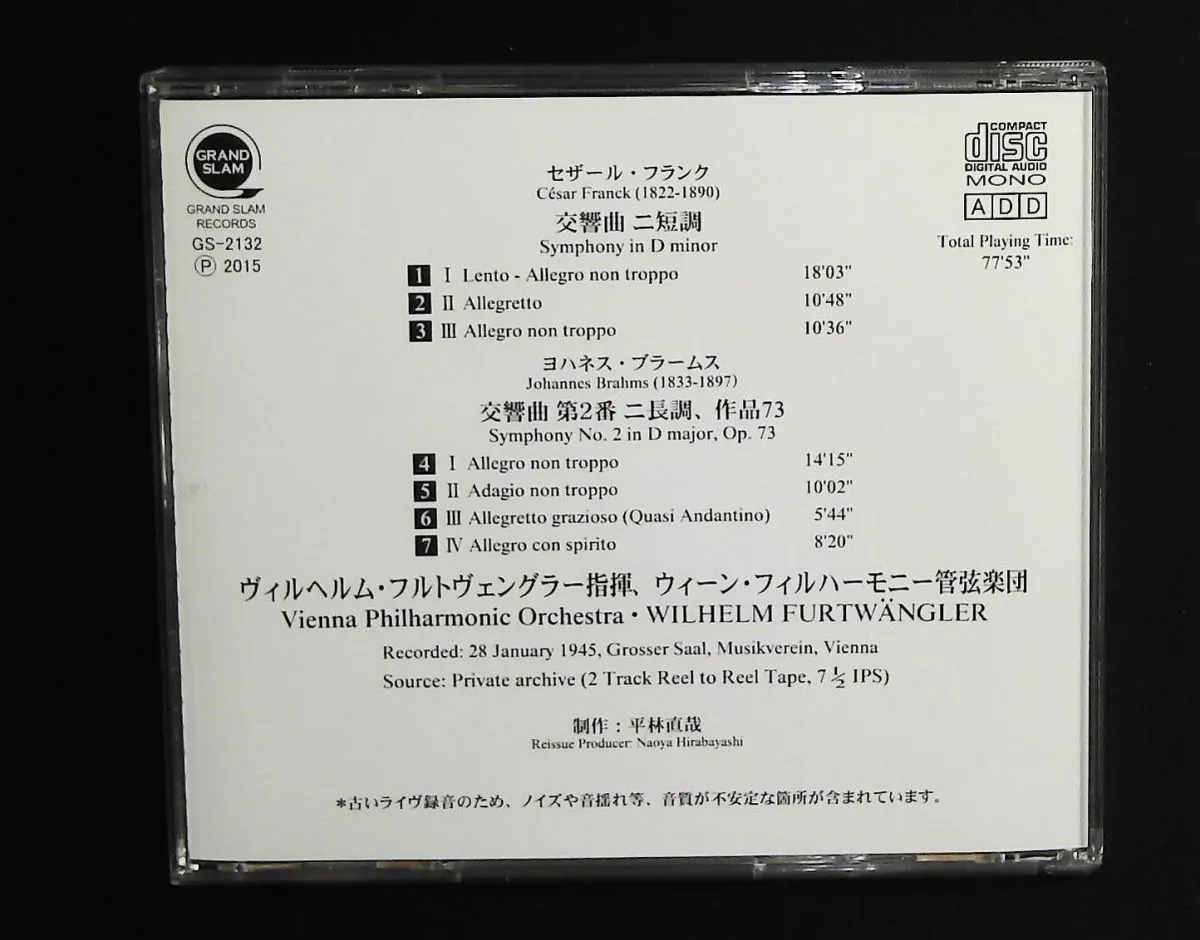 GRAND
SLAM
GRAND SLAM
RECORDS
GS-2132
Ⓟ 2015
COMPACT
disc
DIGITAL AUDIO
MONO
A D D
Total Playing Time:
77'53"
セザール・フランク
César Franck (1822-1890)
交響曲 ニ短調
Symphony in D minor
1 Ⅰ Lento - Allegro non troppo 18'03"
2 Ⅱ Allegretto 10'48"
3 Ⅲ Allegro non troppo 10'36"
ヨハネス・ブラームス
Johannes Brahms (1833-1897)
交響曲 第2番 ニ長調、作品73
Symphony No. 2 in D major, Op. 73
4 Ⅰ Allegro non troppo 14'15"
5 Ⅱ Adagio non troppo 10'02"
6 Ⅲ Allegretto grazioso (Quasi Andantino) 5'44"
7 Ⅳ Allegro con spirito 8'20"
ヴィルヘルム・フルトヴェングラー指揮、ウィーン・フィルハーモニー管弦楽団
Vienna Philharmonic Orchestra・WILHELM FURTWÄNGLER
Recorded: 28 January 1945, Grosser Saal, Musikverein, Vienna
Source: Private archive (2 Track Reel to Reel Tape, 7 ½ IPS)
制作：平林直哉
Reissue Producer: Naoya Hirabayashi
*古いライヴ録音のため、ノイズや音揺れ等、音質が不安定な箇所が含まれています。